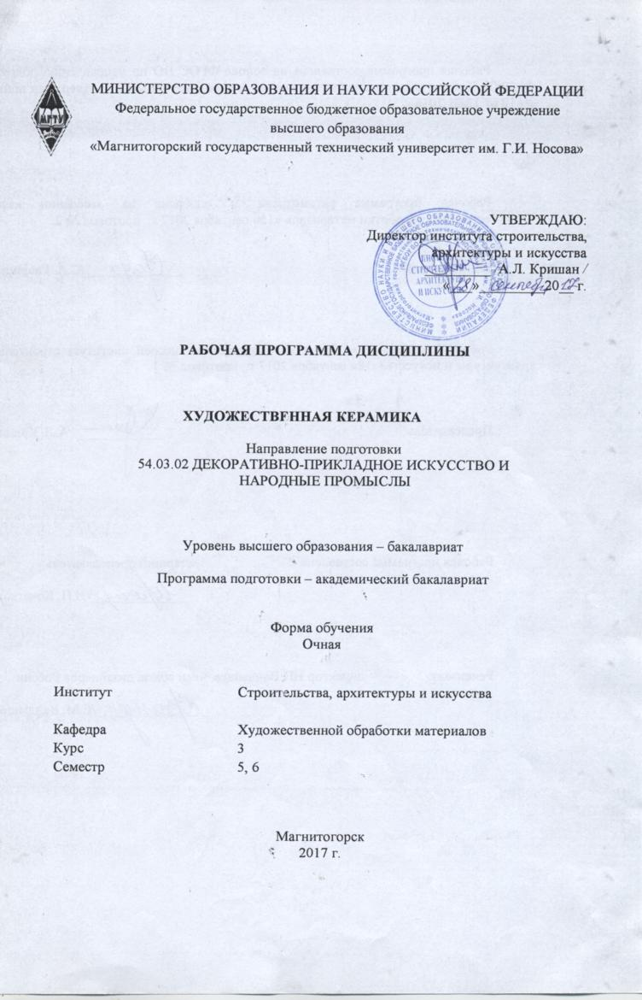 МГТУ
МИНИСТЕРСТВО ОБРАЗОВАНИЯ И НАУКИ РОССИЙСКОЙ ФЕДЕРАЦИИ
Федеральное государственное бюджетное образовательное учреждение
высшего образования
«Магнитогорский государственный технический университет им. Г.И. Носова»
УТВЕРЖДАЮ:
Директор института строительства,
архитектуры и искусства
А.Л. Кришан /
«28» сентября 2017 г.
РАБОЧАЯ ПРОГРАММА ДИСЦИПЛИНЫ
ХУДОЖЕСТВЕННАЯ КЕРАМИКА
Направление подготовки
54.03.02 ДЕКОРАТИВНО-ПРИКЛАДНОЕ ИСКУССТВО И
НАРОДНЫЕ ПРОМЫСЛЫ
Уровень высшего образования – бакалавриат
Программа подготовки – академический бакалавриат
Форма обучения
Очная
Институт Строительства, архитектуры и искусства
Кафедра Художественной обработки материалов
Курс 3
Семестр 5, 6
Магнитогорск
2017 г.